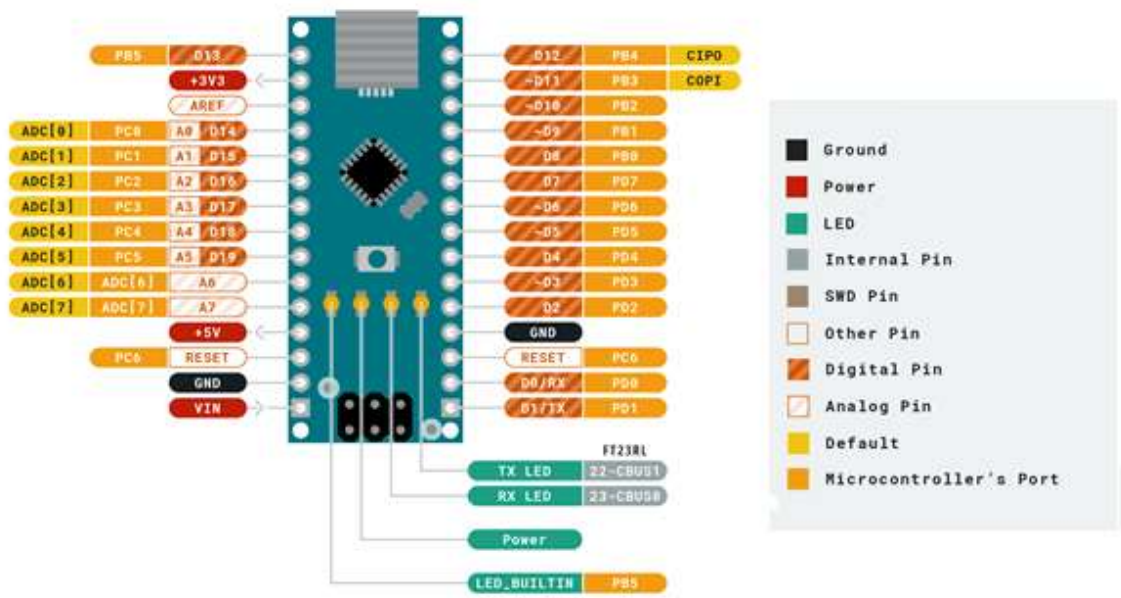 PB5 D13
+3V3
AREF
ADC[0] PC0 A0 D14
ADC[1] PC1 A1 D15
ADC[2] PC2 A2 D16
ADC[3] PC3 A3 D17
ADC[4] PC4 A4 D18
ADC[5] PC5 A5 D19
ADC[6] ADC[6] A6
ADC[7] ADC[7] A7
+5V
PC6 RESET
GND
VIN
D12 PB4 CIPO
~D11 PB3 COPI
~D10 PB2
~D9 PB1
D8 PB0
D7 PD7
~D6 PD6
~D5 PD5
D4 PD4
~D3 PD3
D2 PD2
GND
RESET PC6
D0/RX PD0
D1/TX PD1
FT23RL
TX LED 22-CBUS1
RX LED 23-CBUS0
Power
LED_BUILTIN PB5
Ground
Power
LED
Internal Pin
SWD Pin
Other Pin
Digital Pin
Analog Pin
Default
Microcontroller's Port